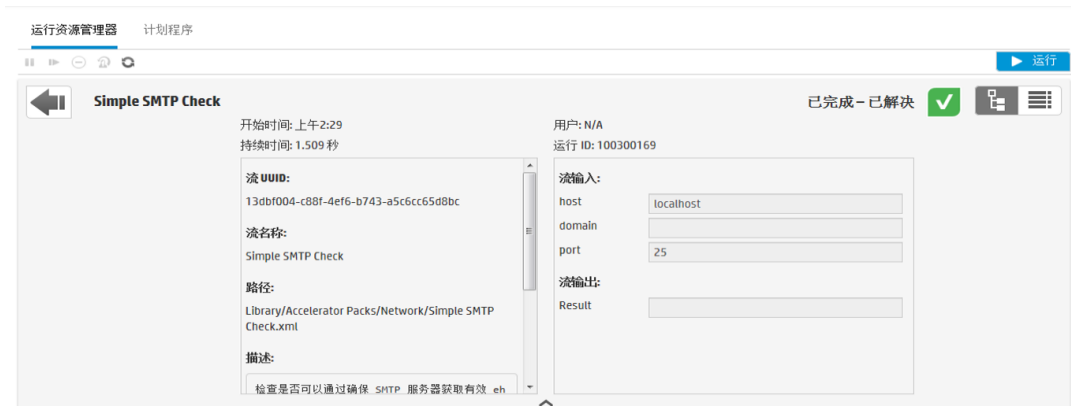 运行资源管理器 计划程序
运行
Simple SMTP Check 已完成 – 已解决
开始时间: 上午2:29 用户: N/A
持续时间: 1.509 秒 运行 ID: 100300169
流 UUID:
13dbf004-c88f-4ef6-b743-a5c6cc65d8bc
流名称:
Simple SMTP Check
路径:
Library/Accelerator Packs/Network/Simple SMTP
Check.xml
描述:
检查是否可以通过确保 SMTP 服务器获取有效 eh
流输入:
host localhost
domain
port 25
流输出:
Result